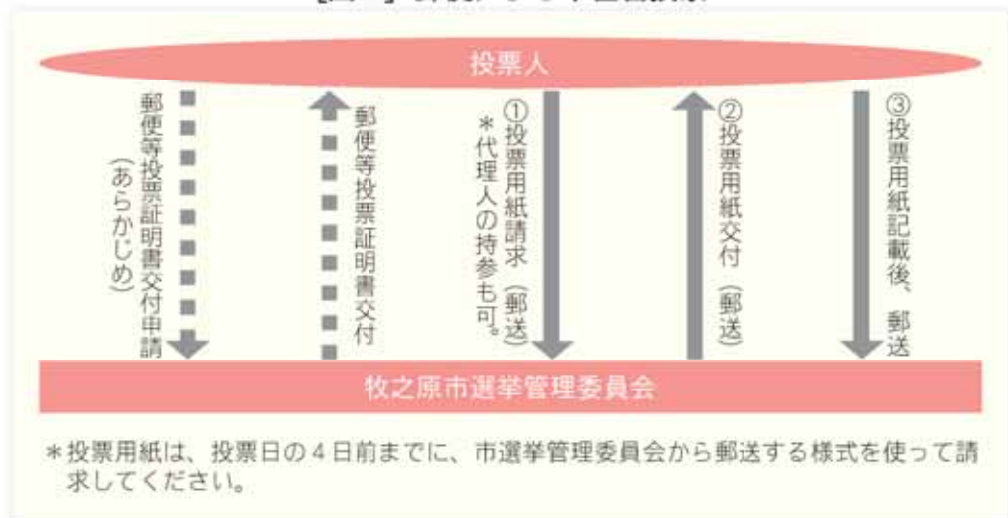 投票人
郵便等投票証明書交付申請
(あらかじめ)
郵便等投票証明書交付
①投票用紙請求(郵送)
*代理人の持参も可。
②投票用紙交付(郵送)
③投票用紙記載後、郵送
牧之原市選挙管理委員会
*投票用紙は、投票日の4日前までに、市選挙管理委員会から郵送する様式を使って請
求してください。